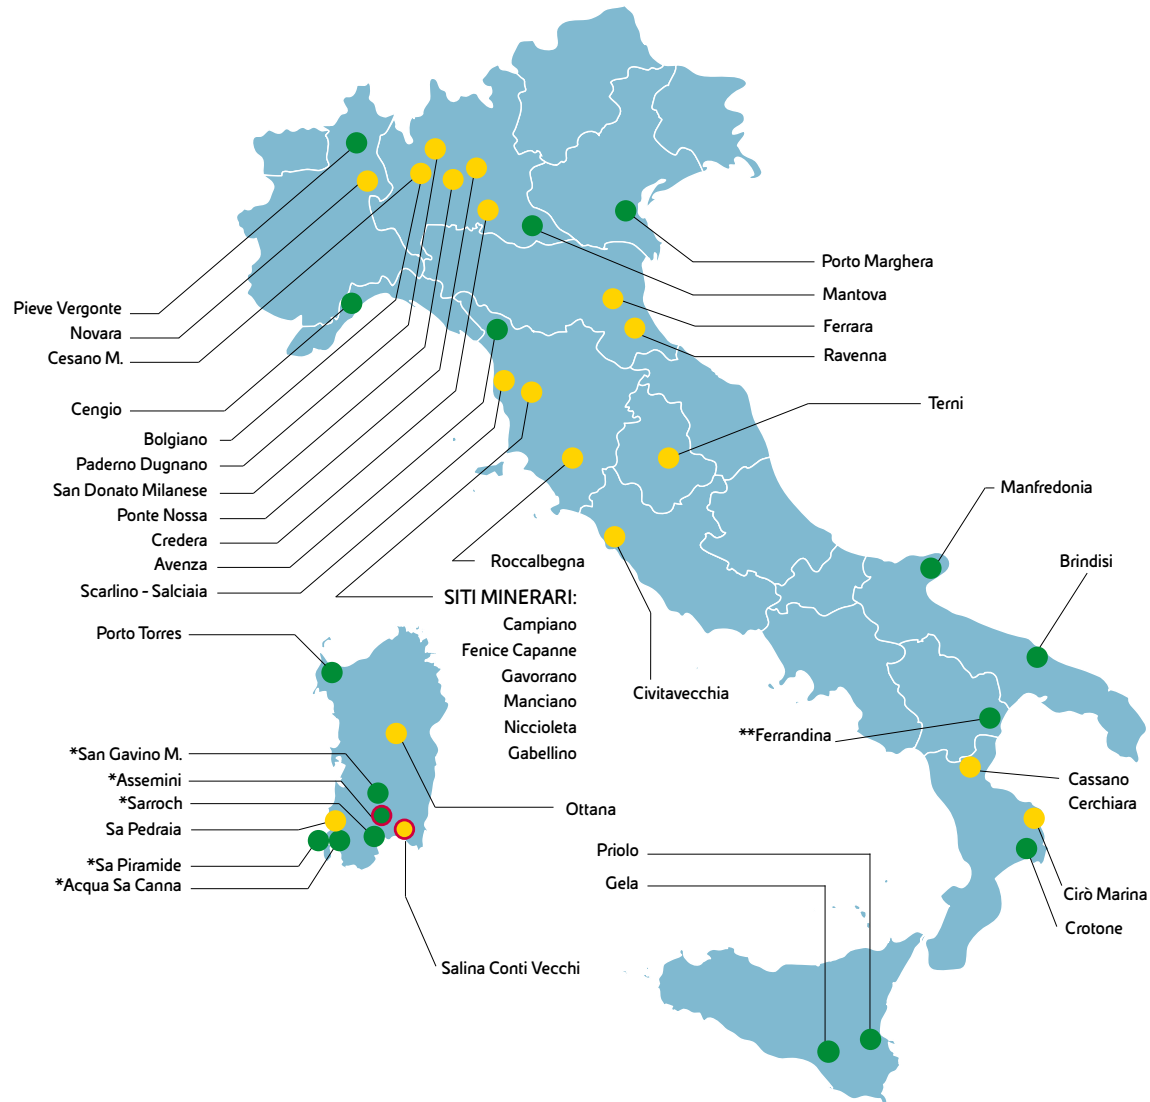 Pieve Vergonte
Novara
Cesano M.
Cengio
Bolgiano
Paderno Dugnano
San Donato Milanese
Ponte Nossa
Credera
Avenza
Scarlino - Salciaia
Porto Marghera
Mantova
Ferrara
Ravenna
Terni
Manfredonia
Brindisi
Roccalbegna
SITI MINERARI:
Campiano
Fenice Capanne
Gavorrano
Manciano
Niccioleta
Gabellino
Civitavecchia
**Ferrandina
Cassano
Cerchiara
Cirò Marina
Crotone
Porto Torres
*San Gavino M.
*Assemini
*Sarroch
Sa Pedraia
*Sa Piramide
*Acqua Sa Canna
Ottana
Salina Conti Vecchi
Priolo
Gela